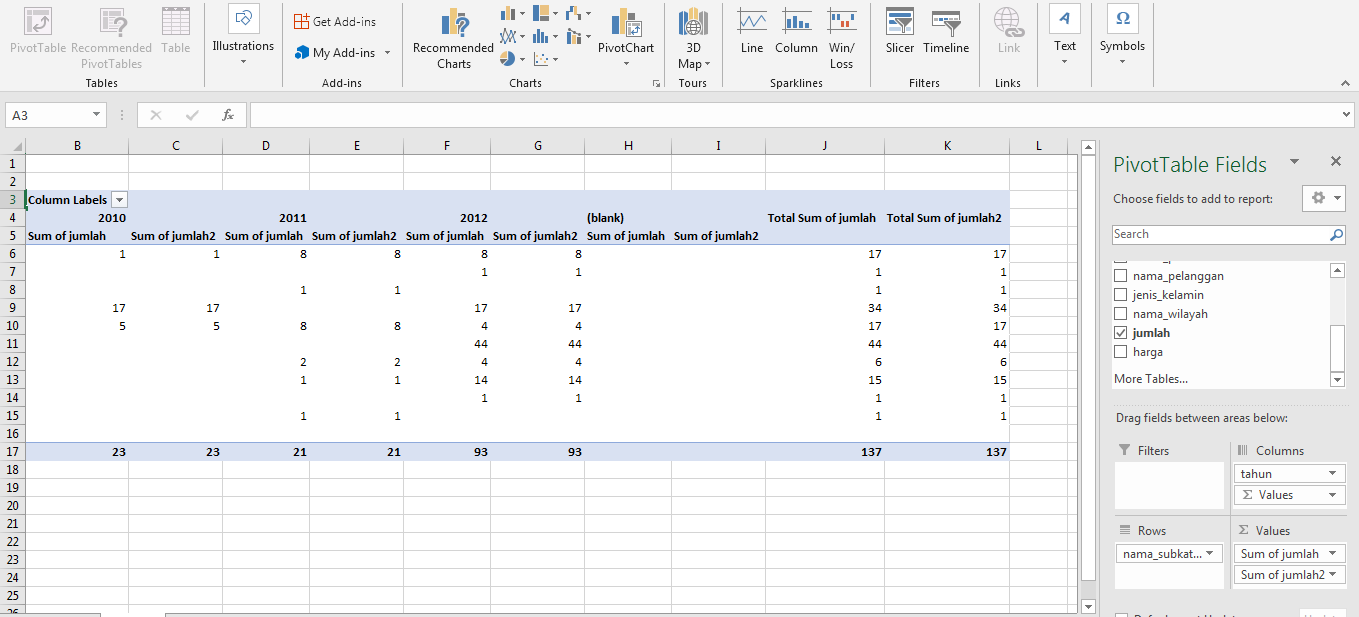 PivotTable Recommended PivotTables Table
Illustrations
Get Add-ins
My Add-ins
Recommended Charts
PivotChart
3D Map
Line Column Win/Loss
Slicer Timeline
Link
Text
Symbols
Tables Add-ins Charts Tours Sparklines Filters Links
A3 fx
B C D E F G H I J K L
1
2
3 Column Labels
4 2010 2011 2012 (blank) Total Sum of jumlah Total Sum of jumlah2
5 Sum of jumlah Sum of jumlah2 Sum of jumlah Sum of jumlah2 Sum of jumlah Sum of jumlah2 Sum of jumlah Sum of jumlah2
6 1 1 8 8 8 8 17 17
7 1 1 1 1
8 1 1 1 1
9 17 17 17 17 34 34
10 5 5 8 8 4 4 17 17
11 44 44 44 44
12 2 2 4 4 6 6
13 1 1 14 14 15 15
14 1 1 1 1
15 1 1 1 1
16
17 23 23 21 21 93 93 137 137
18
19
20
21
22
23
24
25
PivotTable Fields
Choose fields to add to report:
Search
nama_pelanggan
jenis_kelamin
nama_wilayah
jumlah
harga
More Tables...
Drag fields between areas below:
Filters
Columns
tahun
Σ Values
Rows
nama_subkat...
Σ Values
Sum of jumlah
Sum of jumlah2